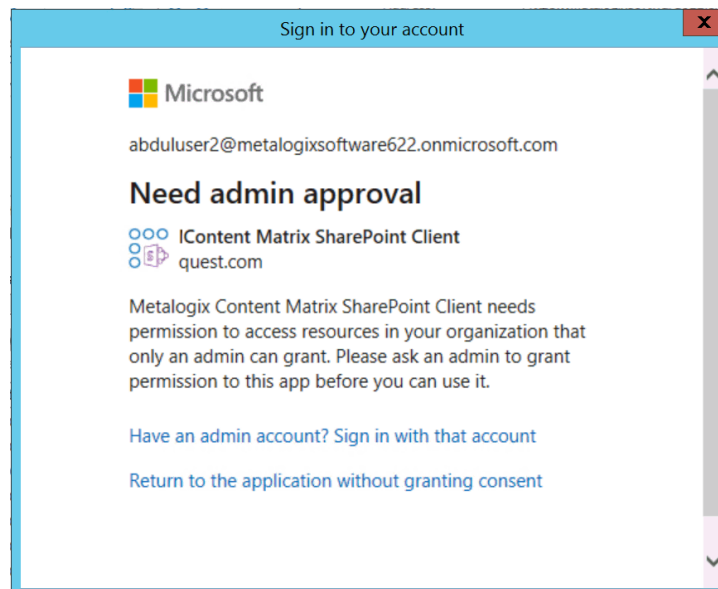 Sign in to your account
X
Microsoft
abduluser2@metalogixsoftware622.onmicrosoft.com
Need admin approval
lContent Matrix SharePoint Client
quest.com
Metalogix Content Matrix SharePoint Client needs
permission to access resources in your organization that
only an admin can grant. Please ask an admin to grant
permission to this app before you can use it.
Have an admin account? Sign in with that account
Return to the application without granting consent